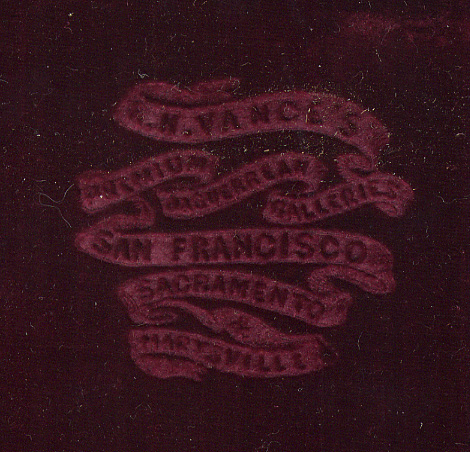 R.H.VANCE'S
PREMIUM DAGUERREAN GALLERIES
SAN FRANCISCO
SACRAMENTO
&
MARYSVILLE